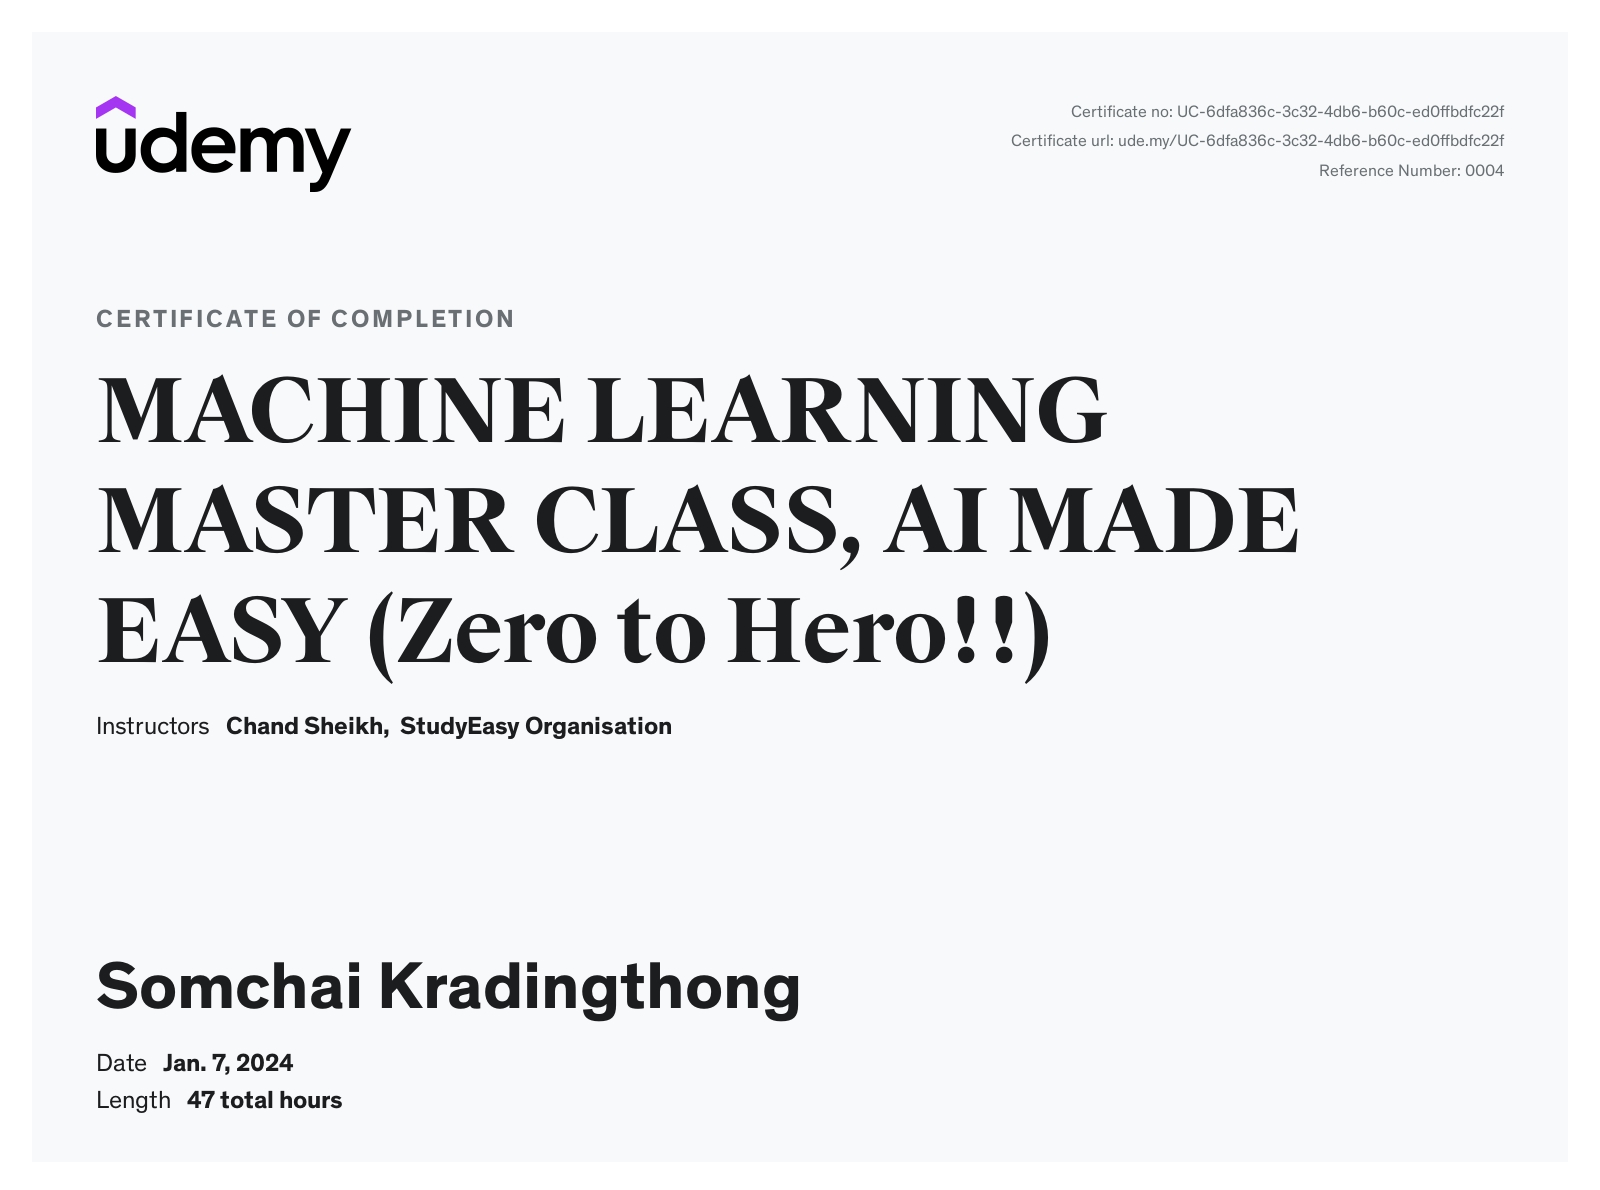 udemy
Certificate no: UC-6dfa836c-3c32-4db6-b60c-ed0ffbdfc22f
Certificate url: ude.my/UC-6dfa836c-3c32-4db6-b60c-ed0ffbdfc22f
Reference Number: 0004
CERTIFICATE OF COMPLETION
MACHINE LEARNING
MASTER CLASS, AI MADE
EASY (Zero to Hero!!)
Instructors Chand Sheikh, StudyEasy Organisation
Somchai Kradingthong
Date Jan. 7, 2024
Length 47 total hours